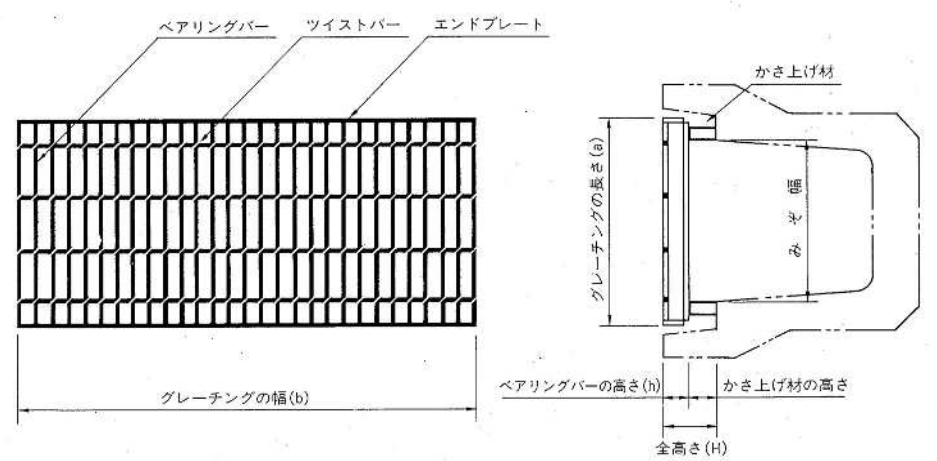 ベアリングバー
ツイストバー
エンドプレート
かさ上げ材
グレーチングの長さ(a)
みぞ幅
ベアリングバーの高さ(h)
かさ上げ材の高さ
グレーチングの幅(b)
全高さ(H)